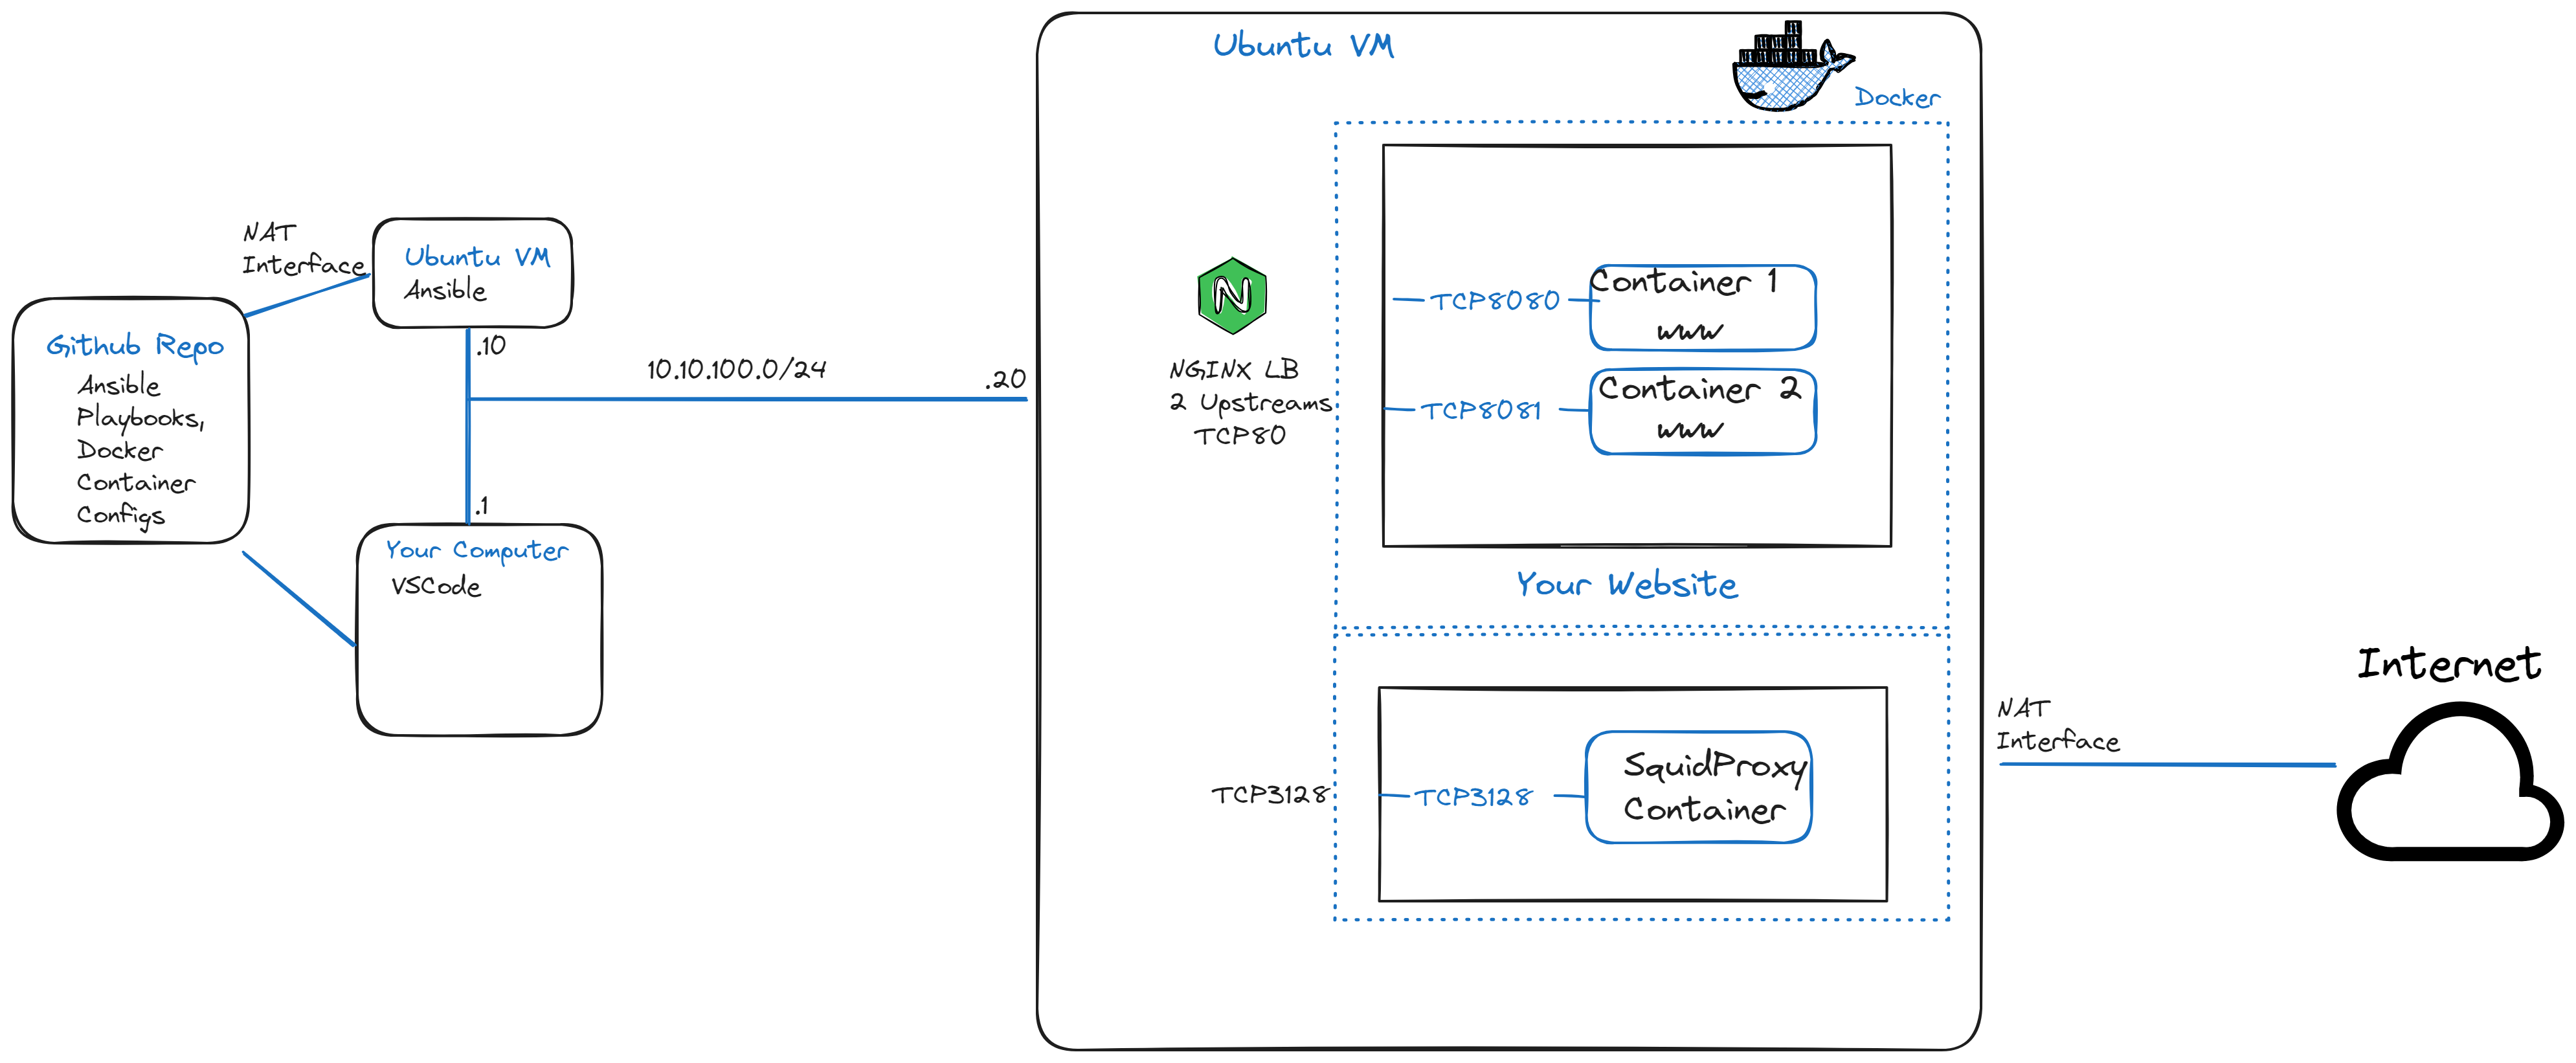 NAT
Interface
Ubuntu VM
Ansible
Github Repo
Ansible
Playbooks,
Docker
Container
Configs
.10
10.10.100.0/24
.20
.1
Your Computer
VSCode
Ubuntu VM
Docker
N
NGINX LB
2 Upstreams
TCP80
TCP8080
Container 1
www
TCP8081
Container 2
www
Your Website
TCP3128
TCP3128
SquidProxy
Container
NAT
Interface
Internet